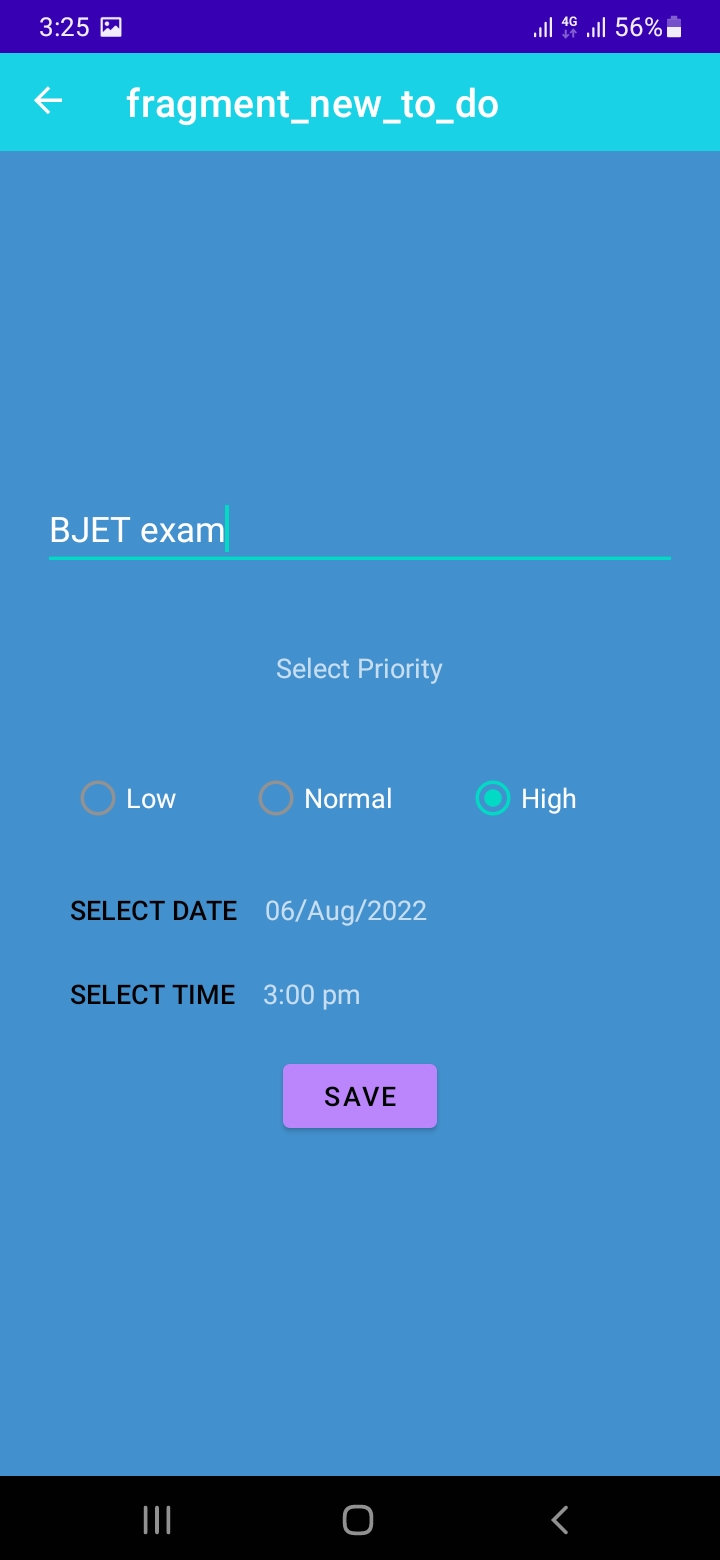 3:25 4G 56%
fragment_new_to_do
BJET exam
Select Priority
Low Normal High
SELECT DATE 06/Aug/2022
SELECT TIME 3:00 pm
SAVE